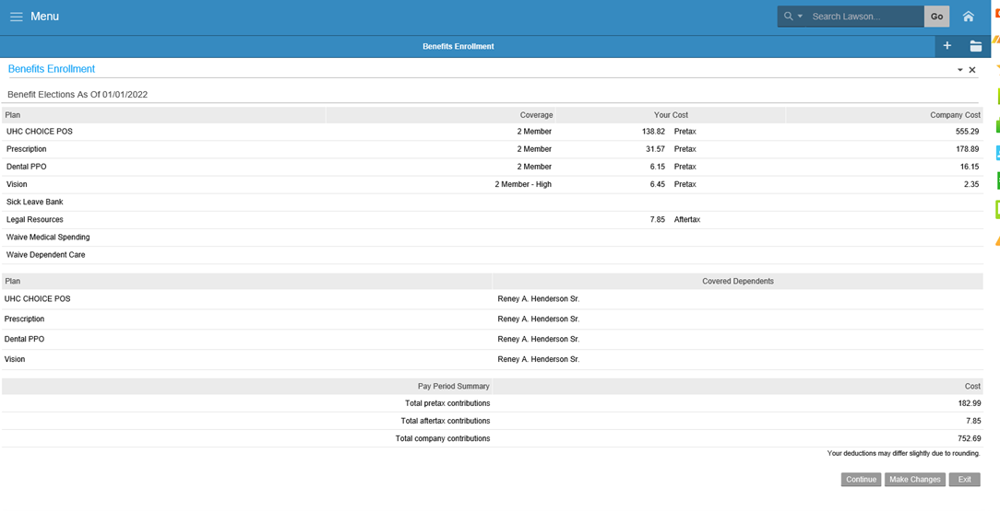 Menu Search Lawson... Go
Benefits Enrollment +
Benefits Enrollment
Benefit Elections As Of 01/01/2022
Plan Coverage Your Cost Company Cost
UHC CHOICE POS 2 Member 138.82 Pretax 555.29
Prescription 2 Member 31.57 Pretax 178.89
Dental PPO 2 Member 6.15 Pretax 16.15
Vision 2 Member - High 6.45 Pretax 2.35
Sick Leave Bank
Legal Resources 7.85 Aftertax
Waive Medical Spending
Waive Dependent Care
Plan Covered Dependents
UHC CHOICE POS Reney A. Henderson Sr.
Prescription Reney A. Henderson Sr.
Dental PPO Reney A. Henderson Sr.
Vision Reney A. Henderson Sr.
Pay Period Summary Cost
Total pretax contributions 182.99
Total aftertax contributions 7.85
Total company contributions 752.69
Your deductions may differ slightly due to rounding.
Continue Make Changes Exit